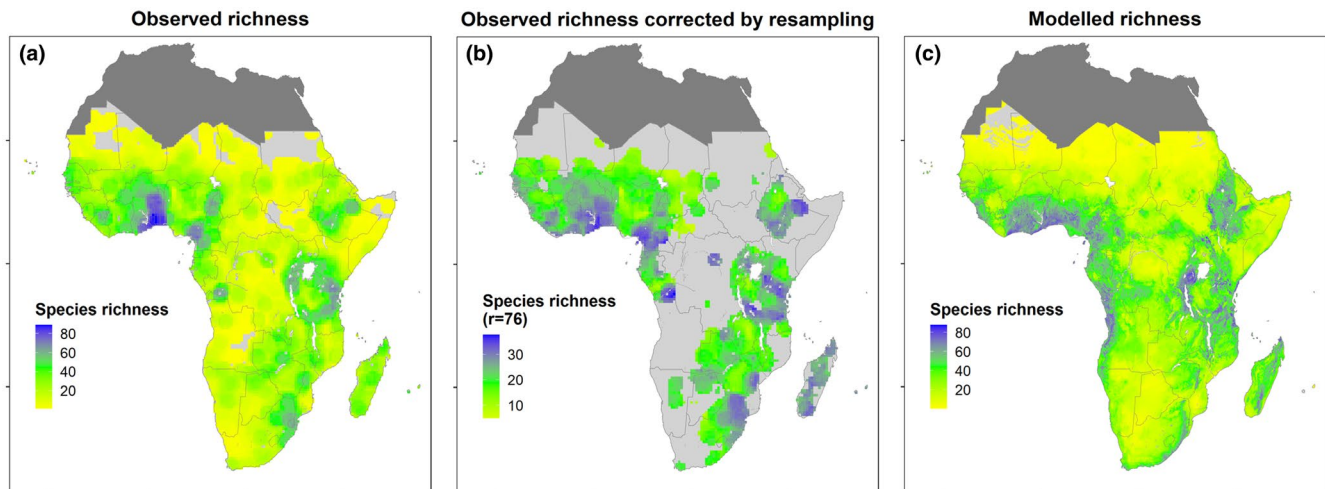 Observed richness
(a)
Species richness
80
60
40
20
Observed richness corrected by resampling
(b)
Species richness
(r=76)
30
20
10
Modelled richness
(c)
Species richness
80
60
40
20